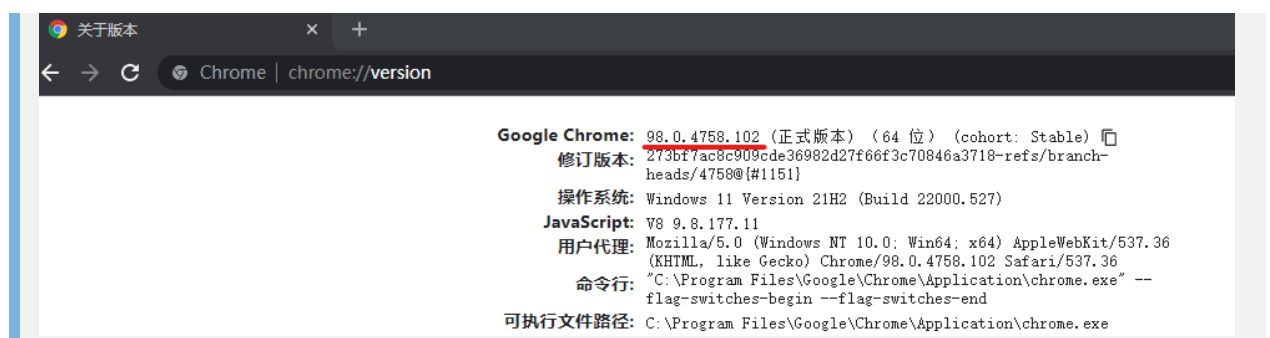 关于版本
Chrome | chrome://version
Google Chrome: 98.0.4758.102 (正式版本) (64 位) (cohort: Stable)
修订版本: 273bf7ac8c909cde36982d27f66f3c70846a3718-refs/branch-
heads/4758@{#1151}
操作系统: Windows 11 Version 21H2 (Build 22000.527)
JavaScript: V8 9.8.177.11
用户代理: Mozilla/5.0 (Windows NT 10.0; Win64; x64) AppleWebKit/537.36
(KHTML, like Gecko) Chrome/98.0.4758.102 Safari/537.36
命令行: "C:\Program Files\Google\Chrome\Application\chrome.exe" --
flag-switches-begin --flag-switches-end
可执行文件路径: C:\Program Files\Google\Chrome\Application\chrome.exe